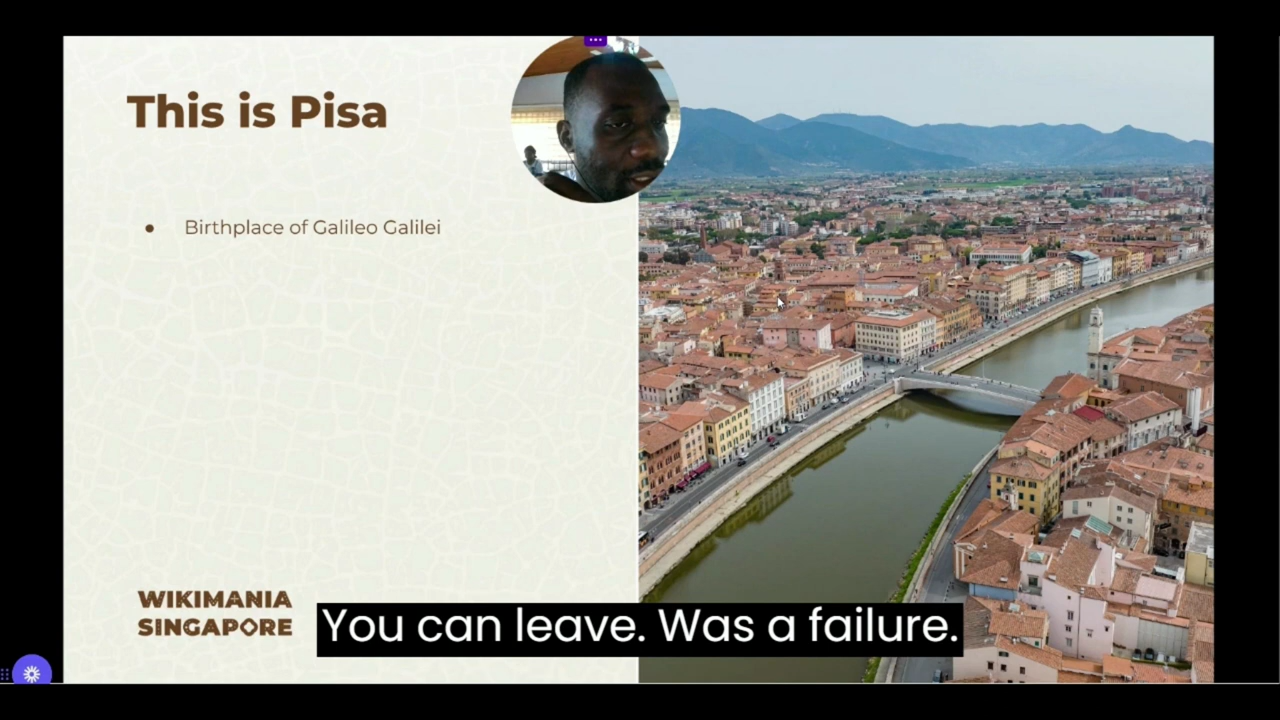 This is Pisa
• Birthplace of Galileo Galilei
WIKIMANIA
SINGAPORE
You can leave. Was a failure.